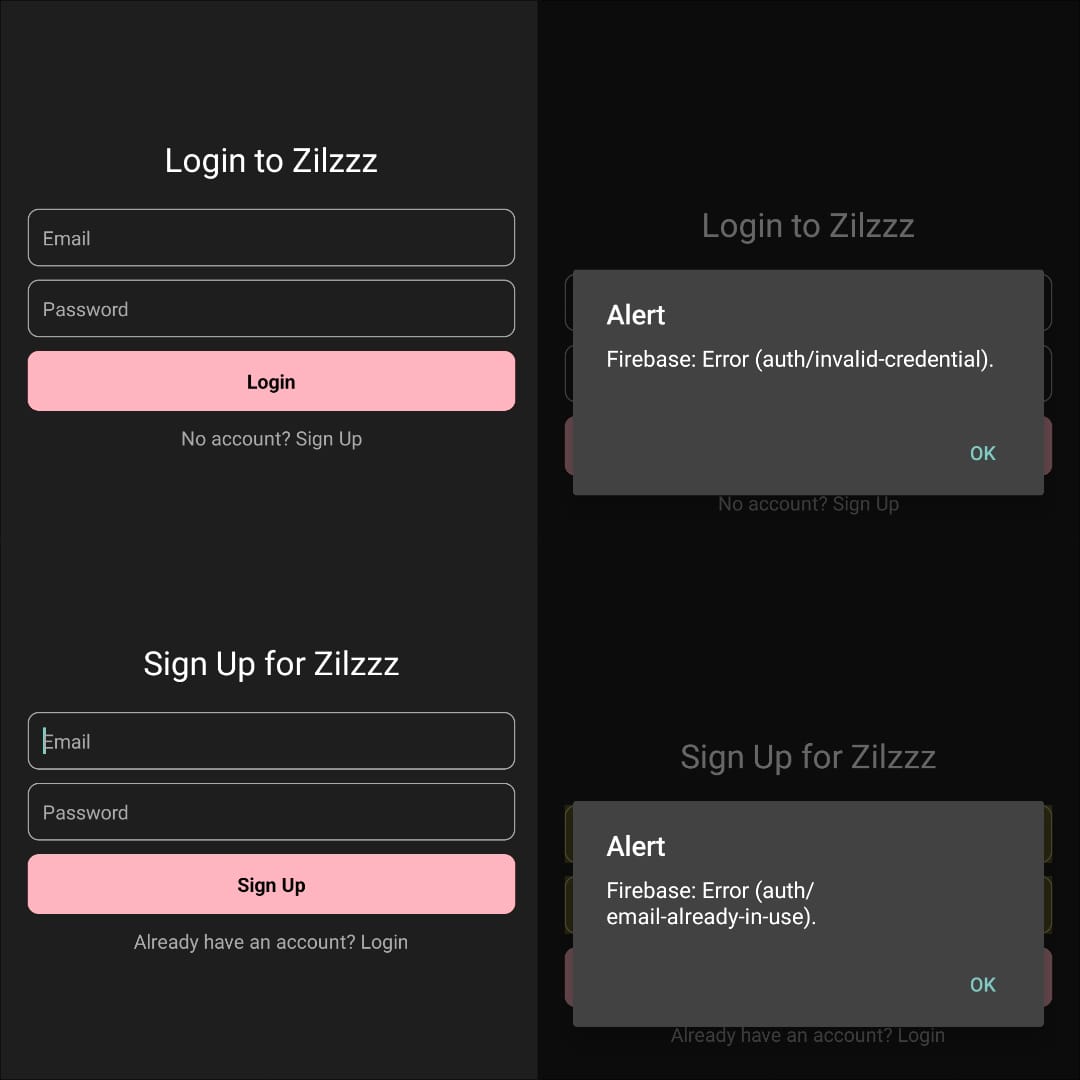 Login to Zilzzz
Email
Password
Login
No account? Sign Up
Login to Zilzzz
Alert
Firebase: Error (auth/invalid-credential).
OK
No account? Sign Up
Sign Up for Zilzzz
Email
Password
Sign Up
Already have an account? Login
Sign Up for Zilzzz
Alert
Firebase: Error (auth/
email-already-in-use).
OK
Already have an account? Login